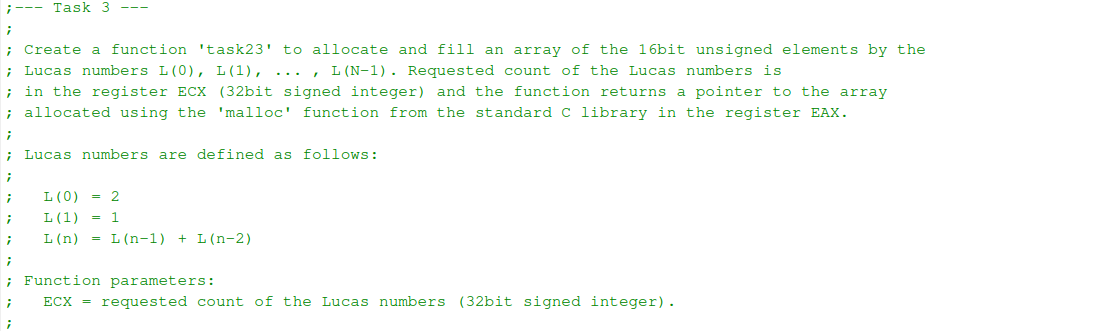 ;--- Task 3 ---
;
; Create a function 'task23' to allocate and fill an array of the 16bit unsigned elements by the
; Lucas numbers L(0), L(1), ... , L(N-1). Requested count of the Lucas numbers is
; in the register ECX (32bit signed integer) and the function returns a pointer to the array
; allocated using the 'malloc' function from the standard C library in the register EAX.
;
; Lucas numbers are defined as follows:
;
;   L(0) = 2
;   L(1) = 1
;   L(n) = L(n-1) + L(n-2)
;
; Function parameters:
;   ECX = requested count of the Lucas numbers (32bit signed integer).
;